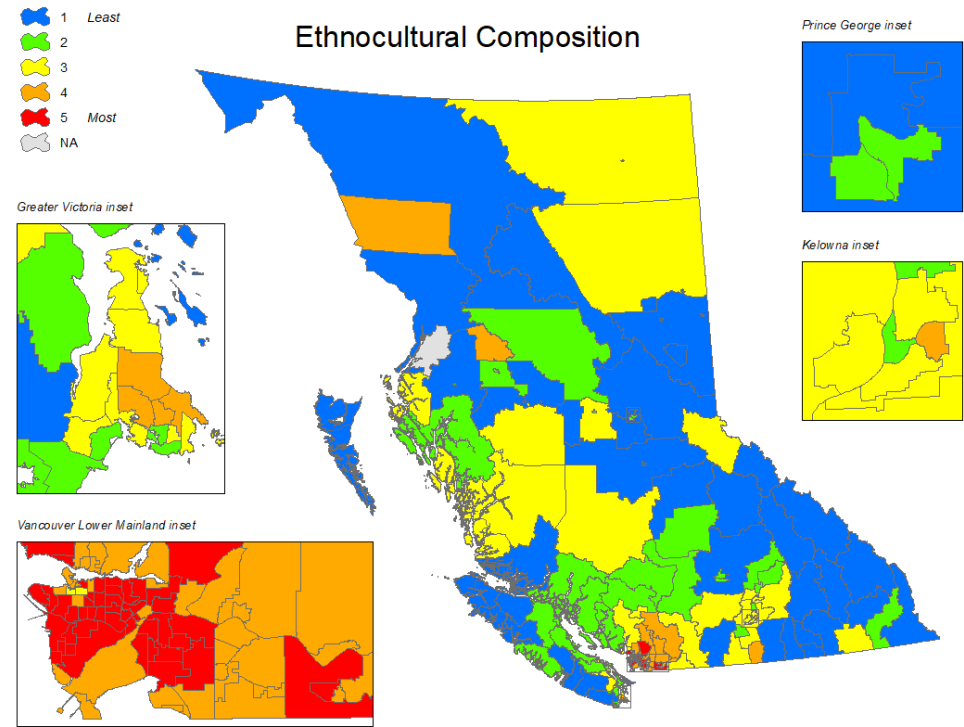 Ethnocultural Composition
1 Least
2
3
4
5 Most
NA
Prince George inset
Greater Victoria inset
Kelowna inset
Vancouver Lower Mainland inset